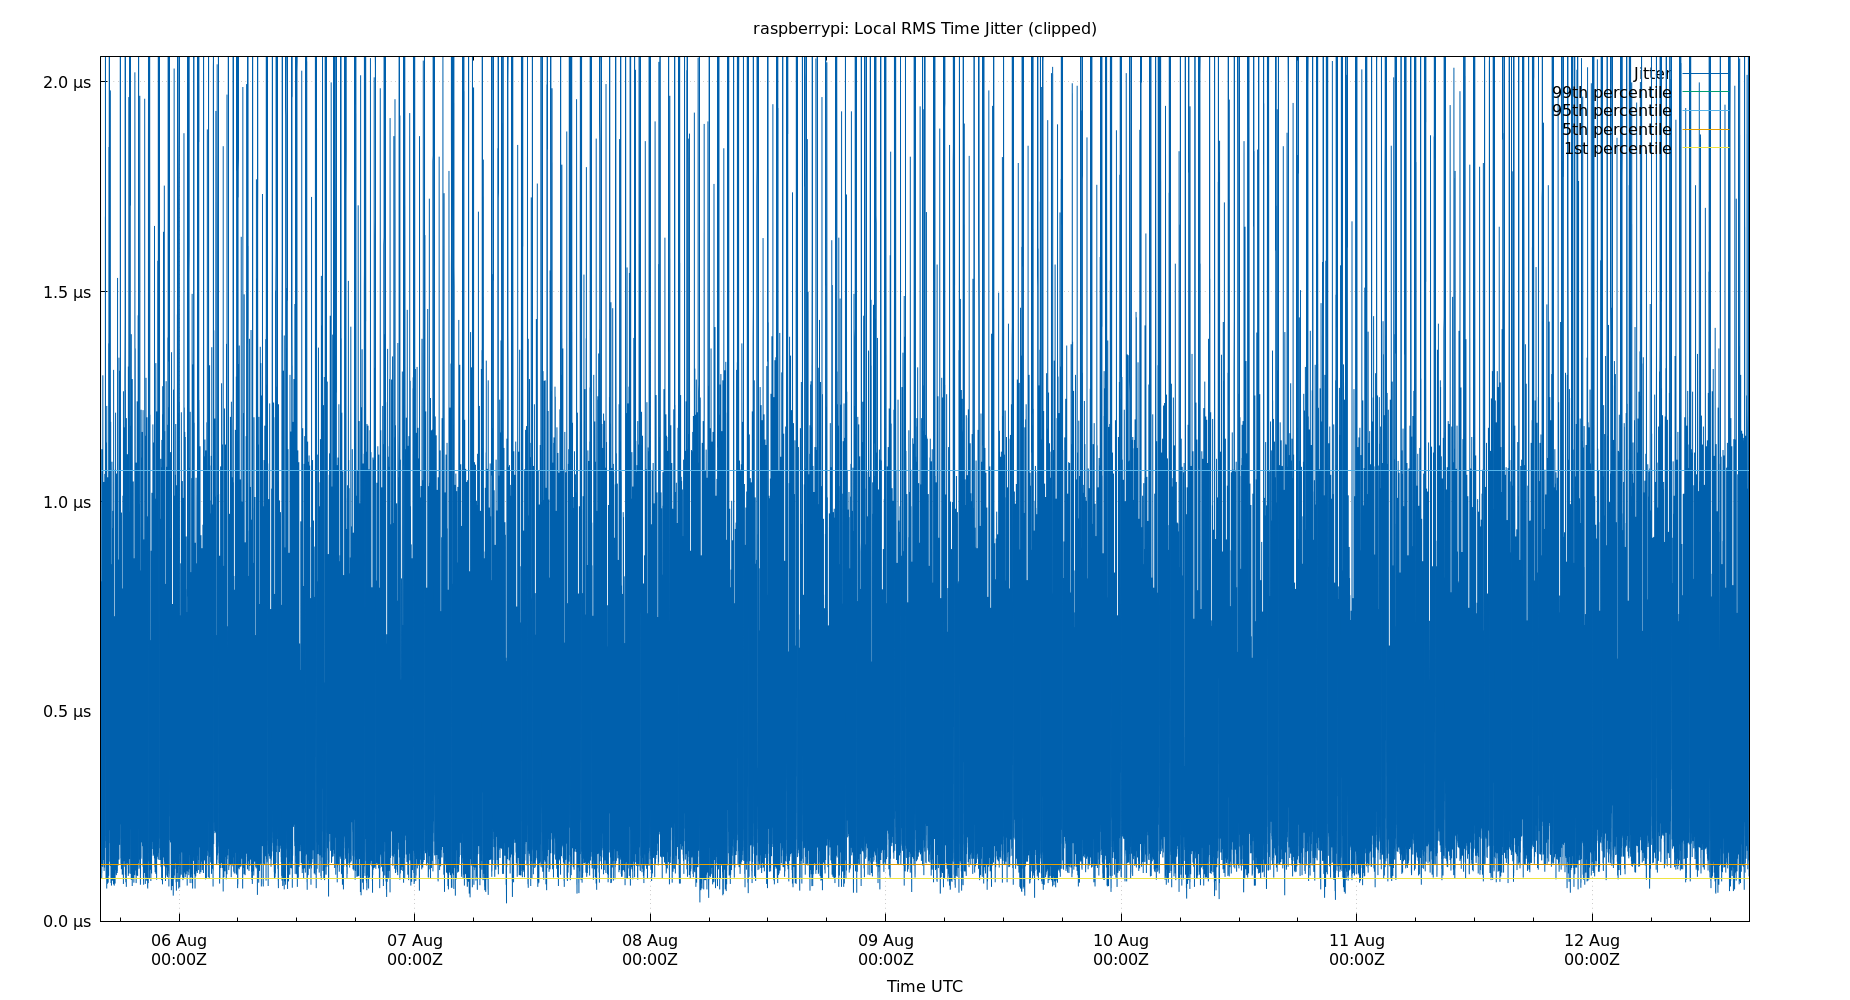 raspberrypi: Local RMS Time Jitter (clipped)
2.0 μs
1.5 μs
1.0 μs
0.5 μs
0.0 μs
Jitter
99th percentile
95th percentile
5th percentile
1st percentile
06 Aug
00:00Z
07 Aug
00:00Z
08 Aug
00:00Z
09 Aug
00:00Z
10 Aug
00:00Z
11 Aug
00:00Z
12 Aug
00:00Z
Time UTC